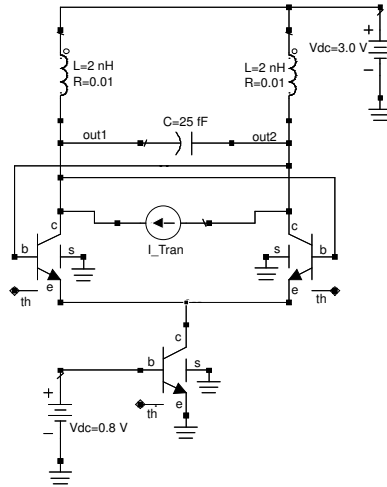 Vdc=3.0 V
L=2 nH
R=0.01
L=2 nH
R=0.01
C=25 fF
out1
out2
c
c
b
s
I_Tran
s
b
e
e
th
th
c
b
s
th
e
Vdc=0.8 V